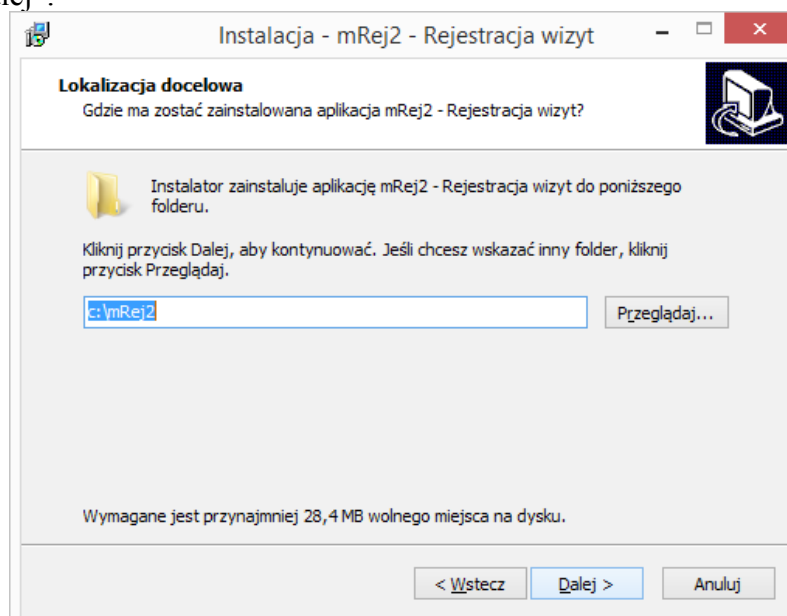 Instalacja - mRej2 - Rejestracja wizyt
Lokalizacja docelowa
Gdzie ma zostać zainstalowana aplikacja mRej2 - Rejestracja wizyt?
Instalator zainstaluje aplikację mRej2 - Rejestracja wizyt do poniższego
folderu.
Kliknij przycisk Dalej, aby kontynuować. Jeśli chcesz wskazać inny folder, kliknij
przycisk Przeglądaj.
c:\mRej2
Przeglądaj...
Wymagane jest przynajmniej 28,4 MB wolnego miejsca na dysku.
< Wstecz
Dalej >
Anuluj